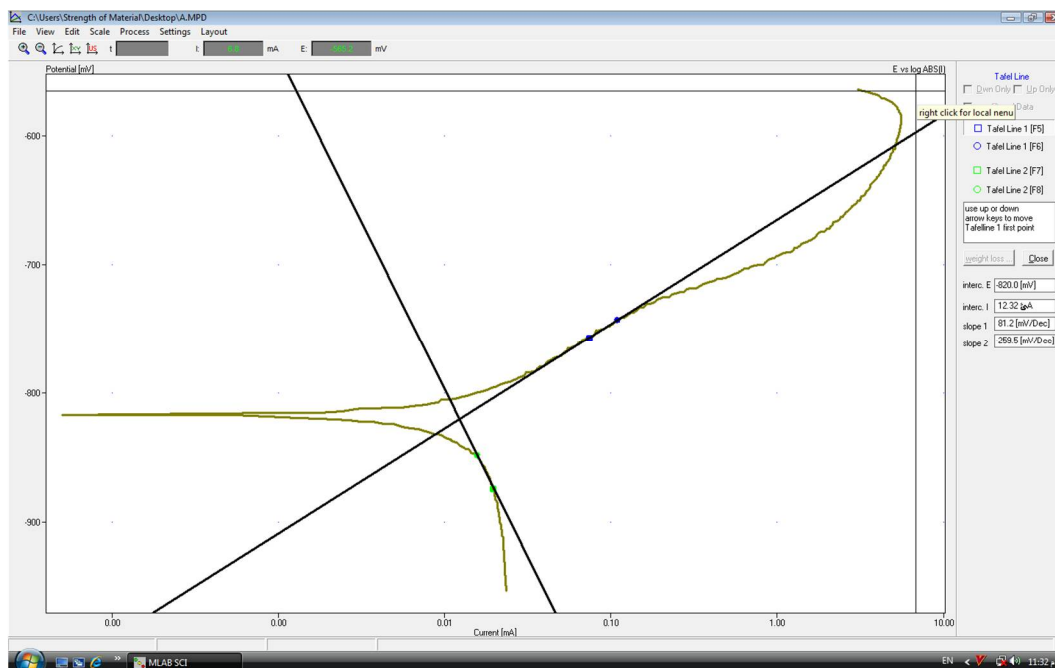 C:\Users\Strength of Material\Desktop\A.MPD
File View Edit Scale Process Settings Layout
t I: mA E: mV
Potential [mV] E vs log ABS(I)
Tafel Line
Dwn Only Up Only
Data
right click for local nenu
Tafel Line 1 [F5]
Tafel Line 1 [F6]
Tafel Line 2 [F7]
Tafel Line 2 [F8]
use up or down
arrow keys to move
Tafelline 1 first point
weight loss ... Close
interc. E -820.0 [mV]
interc. I 12.32
slope 1 81.2 [mV/Dec]
slope 2 259.5 [mV/Dec]
-600
-700
-800
-900
0.00 0.00 0.01 0.10 1.00 10.00
Current [mA]
MLAB SCI
EN 11:32